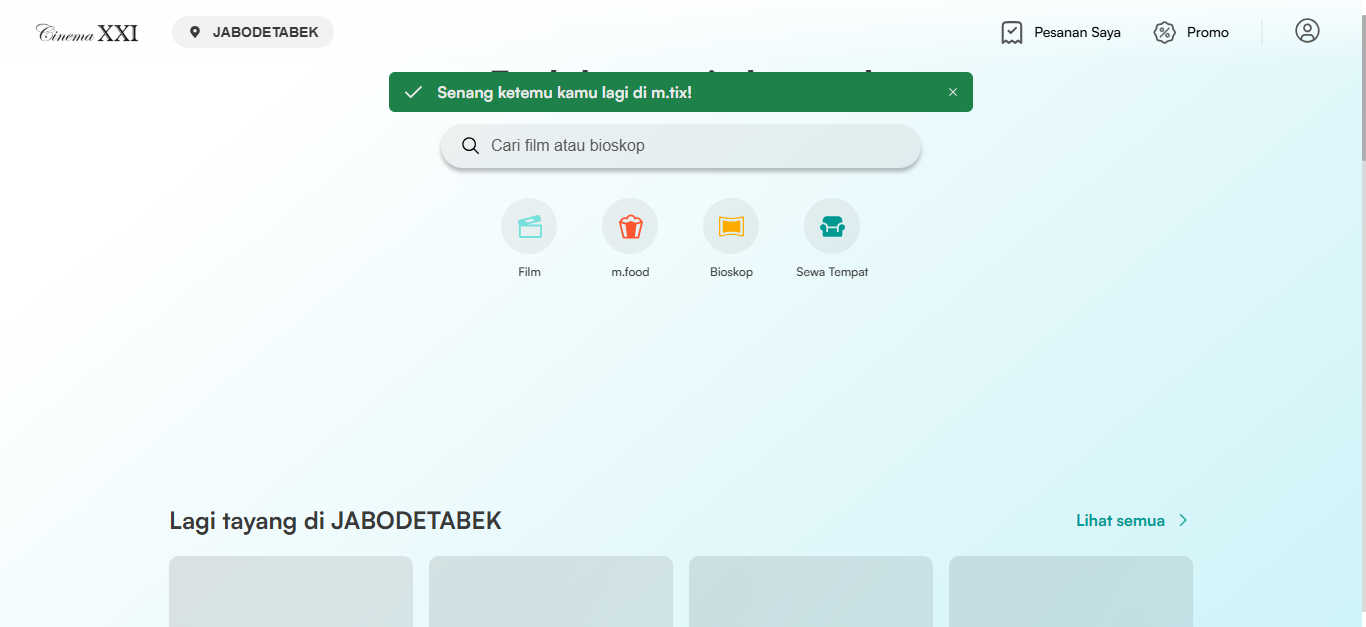 Cinema XXI
JABODETABEK
Pesanan Saya
Promo
Senang ketemu kamu lagi di m.tix!
Cari film atau bioskop
Film
m.food
Bioskop
Sewa Tempat
Lagi tayang di JABODETABEK
Lihat semua